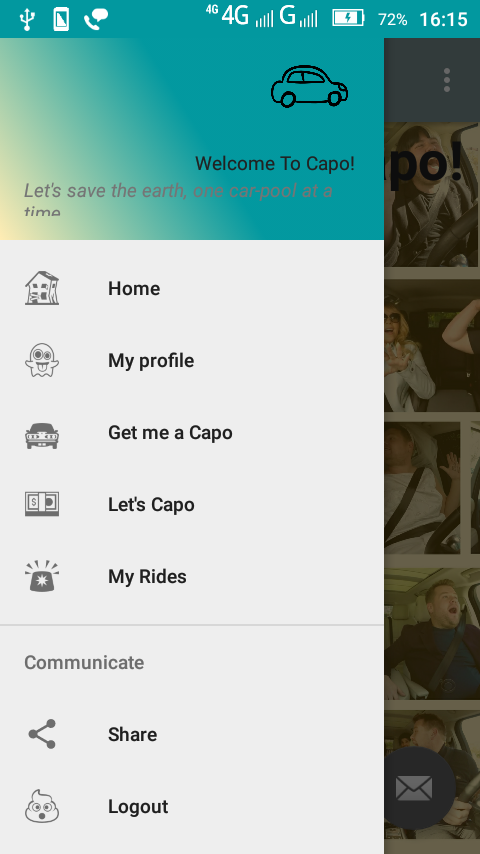 4G 4G G 72% 16:15
Welcome To Capo!
Let's save the earth, one car-pool at a
time
po!
Home
My profile
Get me a Capo
Let's Capo
My Rides
Communicate
Share
Logout